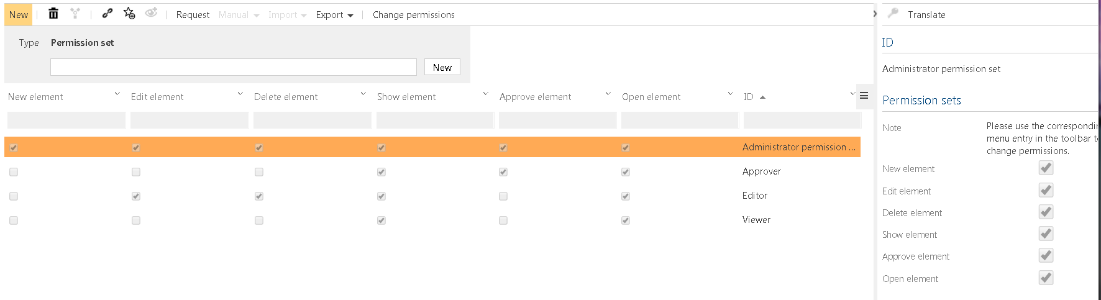 New Request Manual Import Export Change permissions
Type Permission set
New
New element Edit element Delete element Show element Approve element Open element ID
Administrator permission ...
Approver
Editor
Viewer
Translate
ID
Administrator permission set
Permission sets
Note Please use the correspondin
menu entry in the toolbar to
change permissions.
New element
Edit element
Delete element
Show element
Approve element
Open element